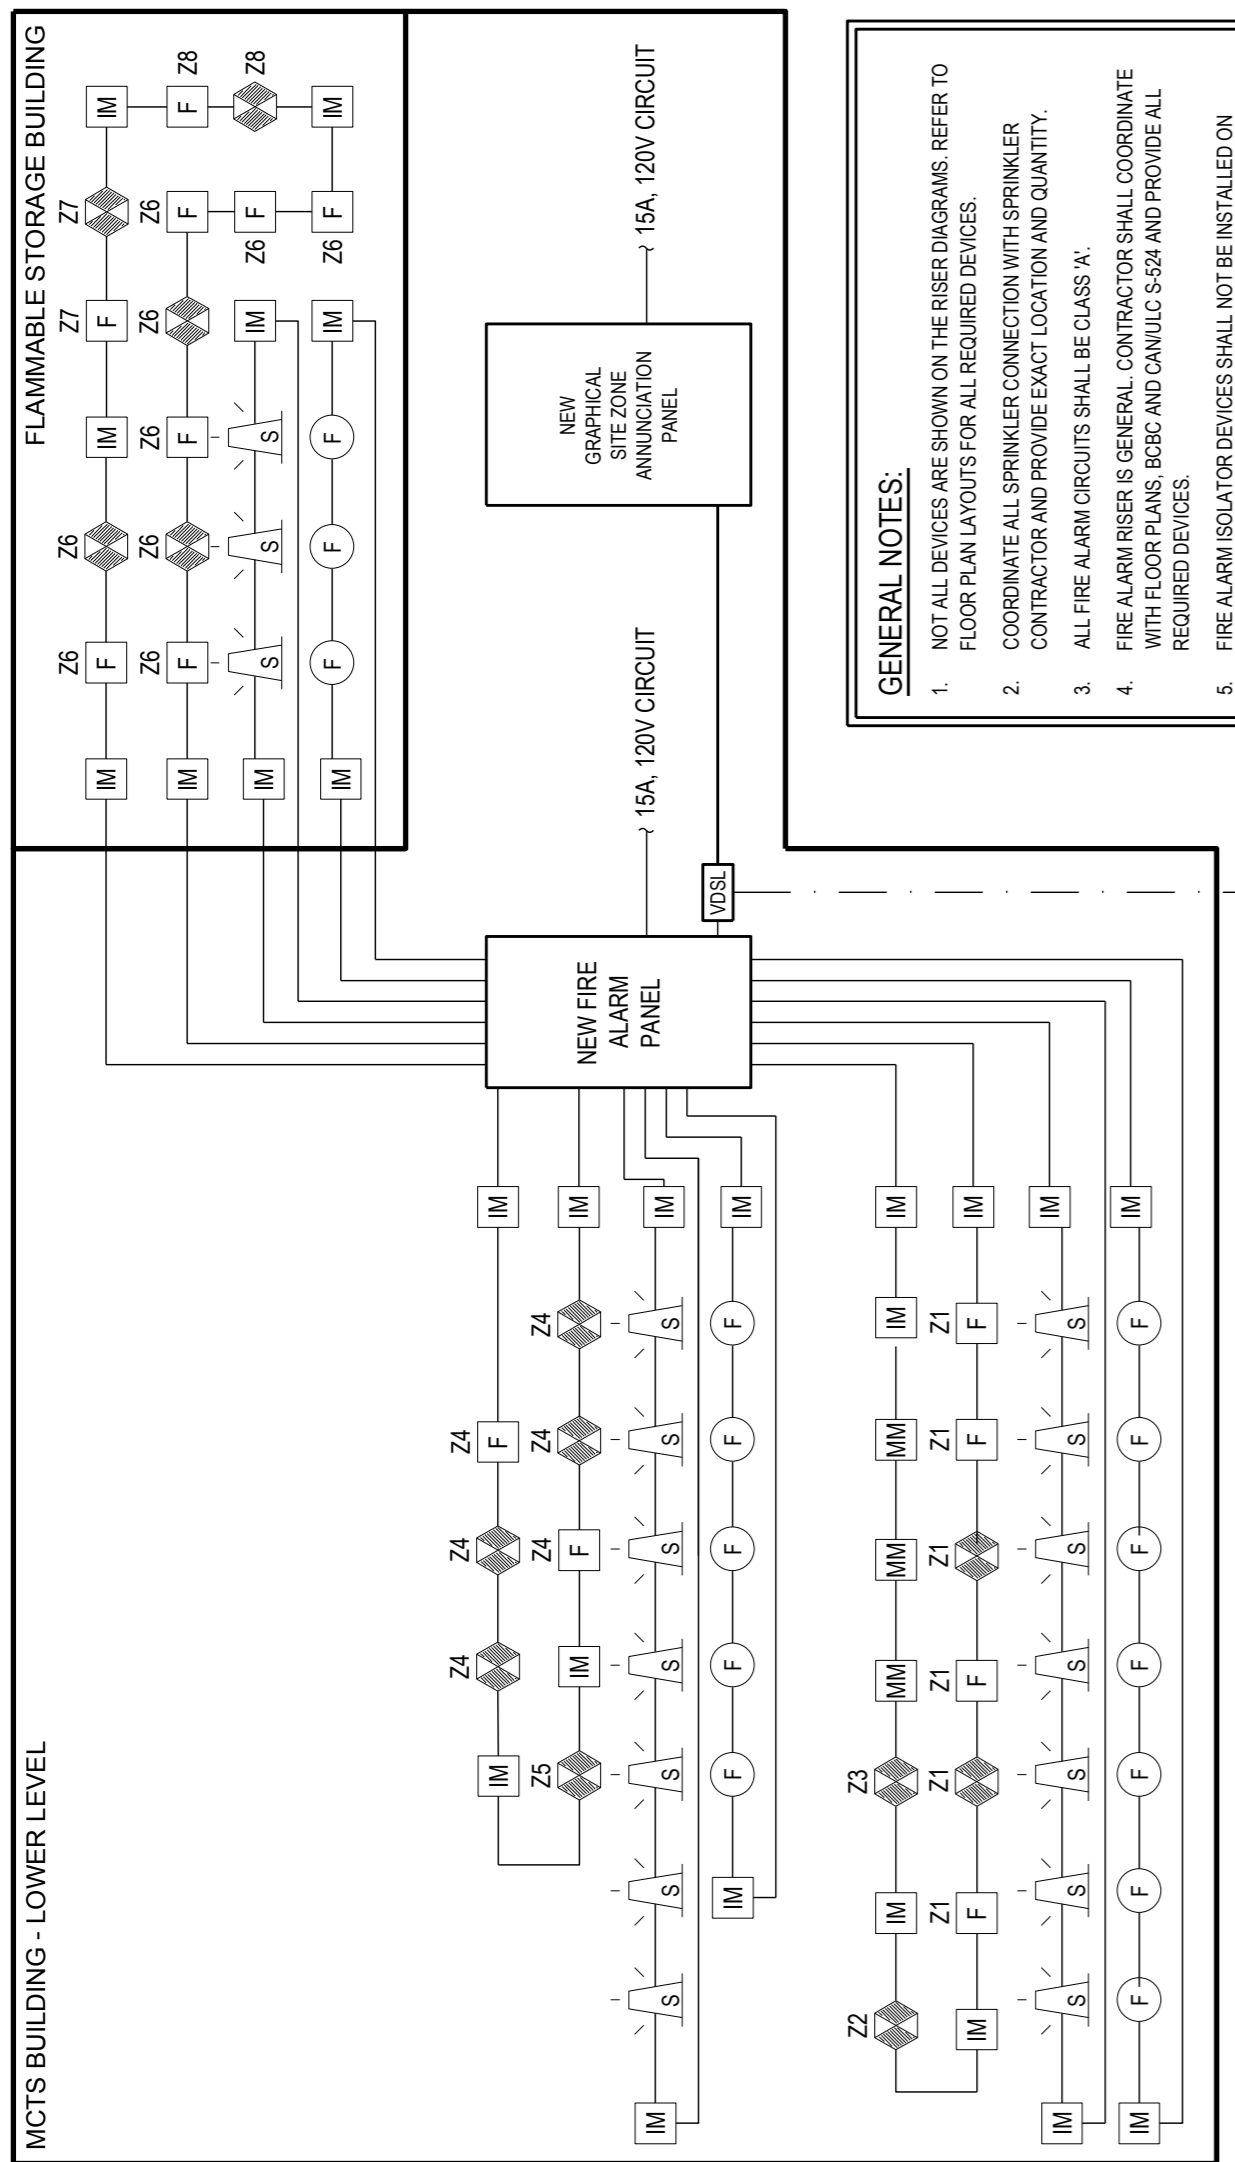 MCTS BUILDING - LOWER LEVEL
FLAMMABLE STORAGE BUILDING
Z6 Z6 Z7 Z7
IM F IM F IM
Z6 Z6 Z6 Z6 Z6 Z8
IM F F F F
Z6 Z8
IM S S S IM F
Z6
IM F F F IM F IM
Z4 Z4 Z4
IM F IM
Z5 Z4 Z4 Z4
IM F IM
IM S S S S S S S IM
IM F F F F F IM
NEW FIRE
ALARM
PANEL
15A, 120V CIRCUIT
VDSL
NEW
GRAPHICAL
SITE ZONE
ANNUNCIATION
PANEL
15A, 120V CIRCUIT
Z2 Z3
IM MM MM MM IM IM
Z1 Z1 Z1 Z1 Z1 Z1
IM F F F F IM
IM S S S S S S S IM
IM F F F F F F F IM
GENERAL NOTES:
1. NOT ALL DEVICES ARE SHOWN ON THE RISER DIAGRAMS. REFER TO
FLOOR PLAN LAYOUTS FOR ALL REQUIRED DEVICES.
2. COORDINATE ALL SPRINKLER CONNECTION WITH SPRINKLER
CONTRACTOR AND PROVIDE EXACT LOCATION AND QUANTITY.
3. ALL FIRE ALARM CIRCUITS SHALL BE CLASS 'A'.
4. FIRE ALARM RISER IS GENERAL. CONTRACTOR SHALL COORDINATE
WITH FLOOR PLANS, BCBC AND CAN/ULC S-524 AND PROVIDE ALL
REQUIRED DEVICES.
5. FIRE ALARM ISOLATOR DEVICES SHALL NOT BE INSTALLED ON